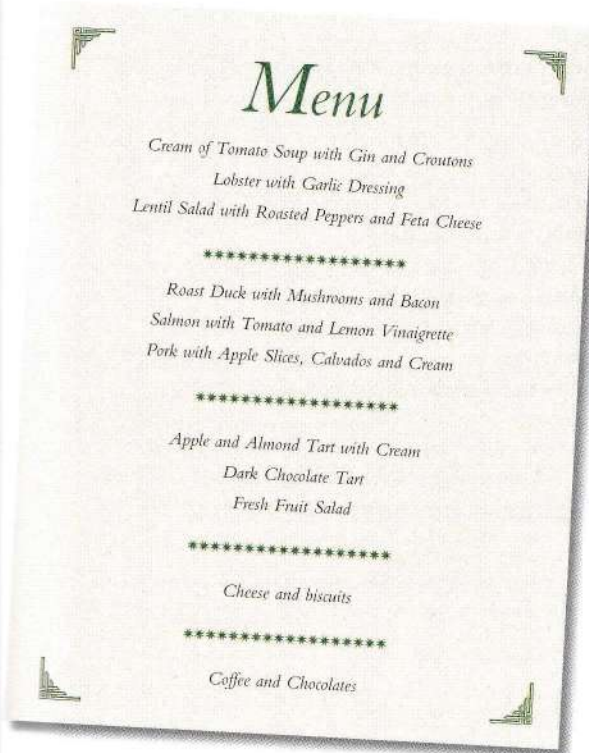 Menu
Cream of Tomato Soup with Gin and Croutons
Lobster with Garlic Dressing
Lentil Salad with Roasted Peppers and Feta Cheese
*****************
Roast Duck with Mushrooms and Bacon
Salmon with Tomato and Lemon Vinaigrette
Pork with Apple Slices, Calvados and Cream
*****************
Apple and Almond Tart with Cream
Dark Chocolate Tart
Fresh Fruit Salad
*****************
Cheese and biscuits
*****************
Coffee and Chocolates